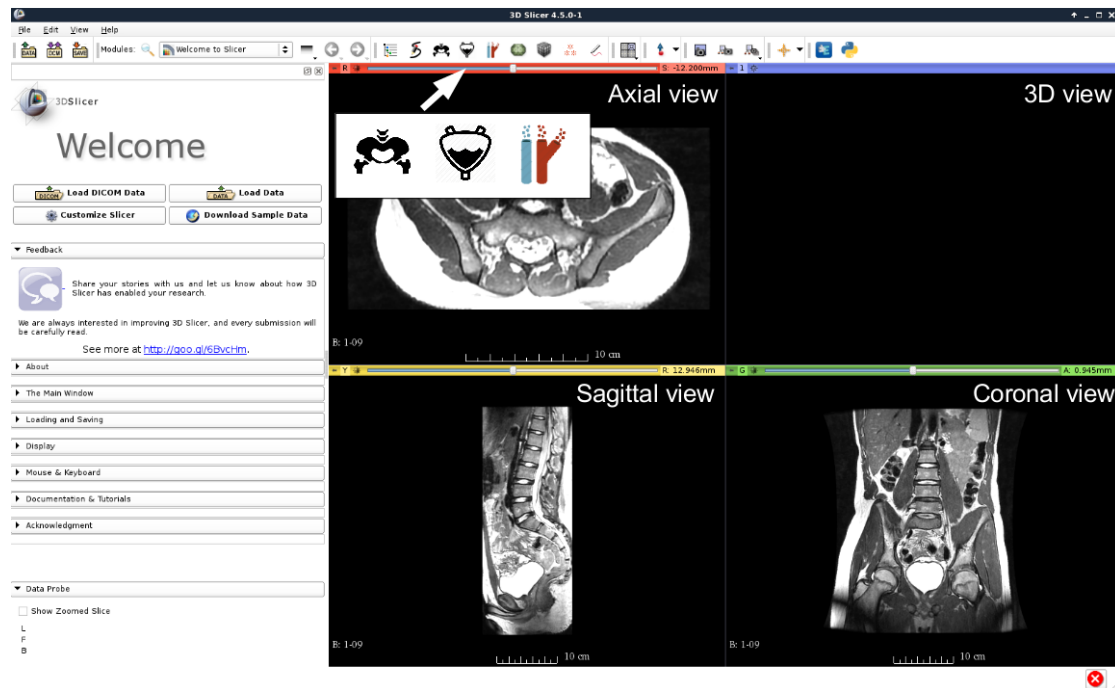 3D Slicer 4.5.0-1
File Edit View Help
DATA DCM SAVE Modules: Welcome to Slicer
R S: -12.200mm 1
Axial view
3D view
3DSlicer
Welcome
DICOM Load DICOM Data DATA Load Data
Customize Slicer Download Sample Data
Feedback
Share your stories with us and let us know about how 3D
Slicer has enabled your research.
We are always interested in improving 3D Slicer, and every submission will
be carefully read.
See more at http://goo.gl/6BvcHm.
About
The Main Window
Loading and Saving
Display
Mouse & Keyboard
Documentation & Tutorials
Acknowledgment
Data Probe
Show Zoomed Slice
L
F
B
B: 1-09
10 cm
Y R: 12.946mm G A: 0.945mm
Sagittal view
Coronal view
B: 1-09
10 cm
B: 1-09
10 cm